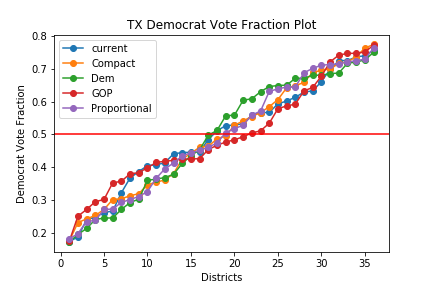 TX Democrat Vote Fraction Plot
current
Compact
Dem
GOP
Proportional
Democrat Vote Fraction
0.8
0.7
0.6
0.5
0.4
0.3
0.2
0 5 10 15 20 25 30 35
Districts